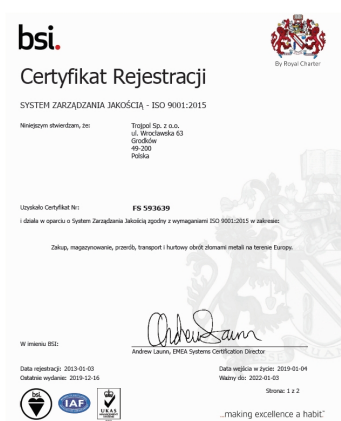 bsi.
By Royal Charter
Certyfikat Rejestracji
SYSTEM ZARZĄDZANIA JAKOŚCIĄ - ISO 9001:2015
Niniejszym stwierdzam, że:
Trojpol Sp. z o.o.
ul. Wrocławska 63
Grodków
49-200
Polska
Uzyskało Certyfikat Nr:
FS 593639
i działa w oparciu o System Zarządzania Jakością zgodny z wymaganiami ISO 9001:2015 w zakresie:
Zakup, magazynowanie, przerób, transport i hurtowy obrót złomami metali na terenie Europy.
W imieniu BSI:
Andrew Launn, EMEA Systems Certification Director
Data rejestracji: 2013-01-03
Data wejścia w życie: 2019-01-04
Ostatnie wydanie: 2019-12-16
Ważny do: 2022-01-03
Strona: 1 z 2
bsi.
IAF
UKAS
...making excellence a habit.™